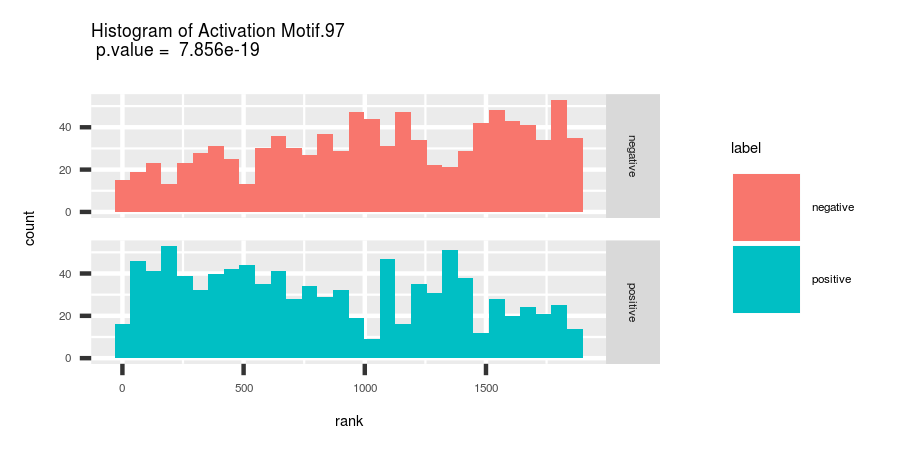 Histogram of Activation Motif.97
p.value =  7.856e-19
count
40
20
0
negative
40
20
0
positive
0 500 1000 1500
rank
label
negative
positive